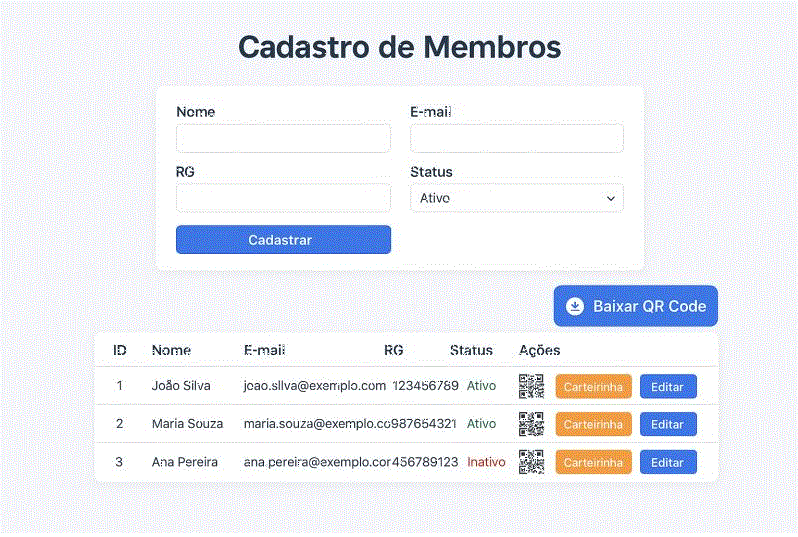 Cadastro de Membros
Nome E-mail
RG Status
Ativo
Cadastrar
Baixar QR Code
ID Nome E-mail RG Status Ações
1 João Silva joao.silva@exemplo.com 123456789 Ativo Carteirinha Editar
2 Maria Souza maria.souza@exemplo.co 987654321 Ativo Carteirinha Editar
3 Ana Pereira ana.pereira@exemplo.cor 456789123 Inativo Carteirinha Editar